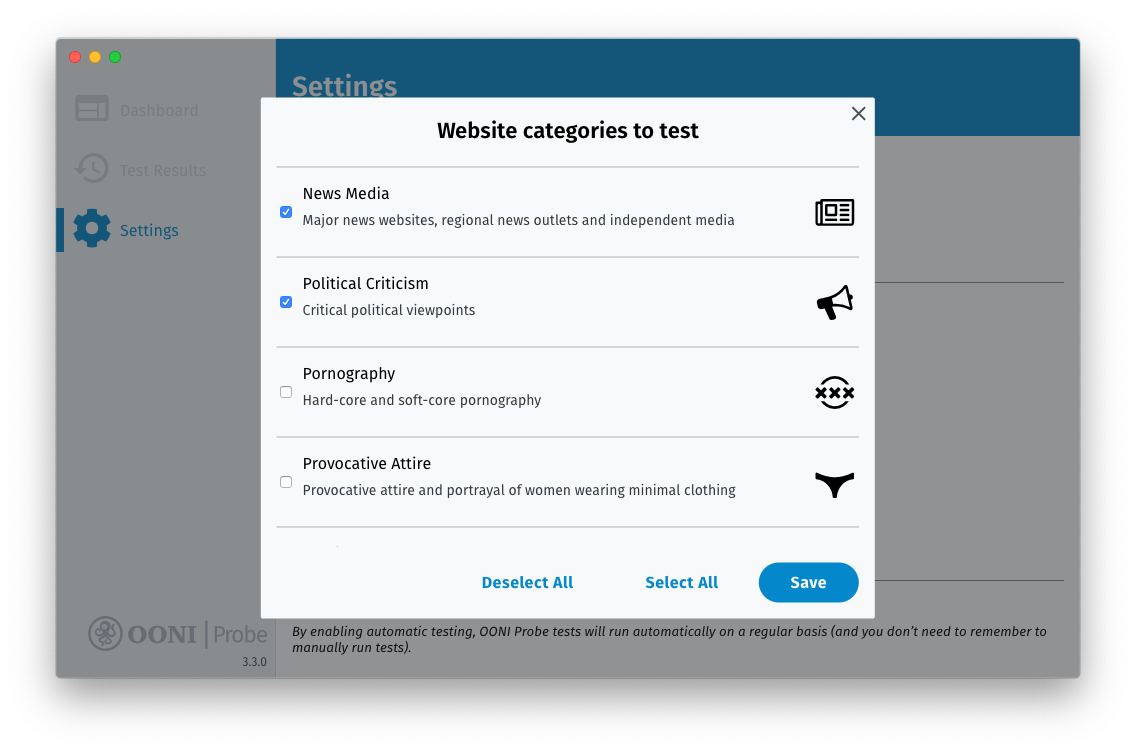 Settings
Dashboard
Test Results
Settings
Website categories to test
News Media
Major news websites, regional news outlets and independent media
Political Criticism
Critical political viewpoints
Pornography
Hard-core and soft-core pornography
XXX
Provocative Attire
Provocative attire and portrayal of women wearing minimal clothing
Deselect All
Select All
Save
OONI Probe
3.3.0
By enabling automatic testing, OONI Probe tests will run automatically on a regular basis (and you don’t need to remember to
manually run tests).